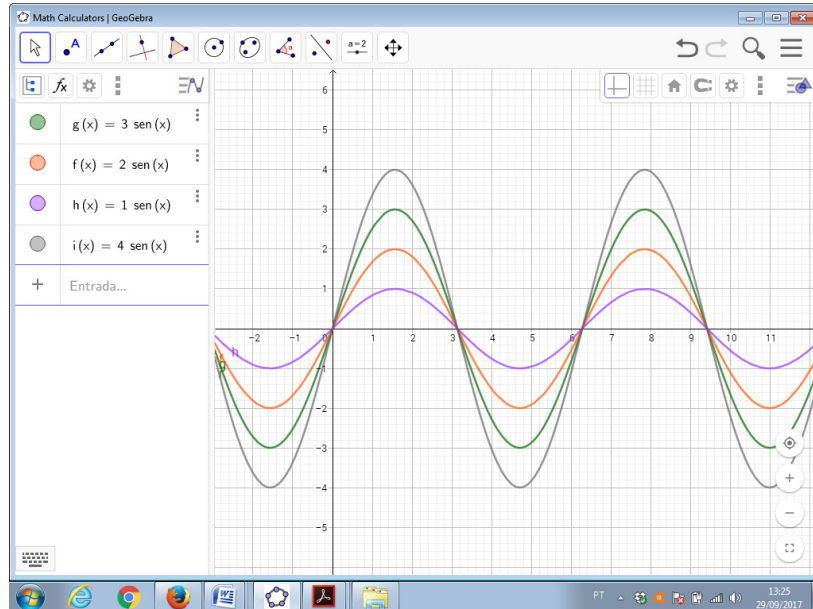 Math Calculators | GeoGebra
A
α
a=2
fx
N
g(x) = 3 sen(x)
f(x) = 2 sen(x)
h(x) = 1 sen(x)
i(x) = 4 sen(x)
+ Entrada...
6
5
4
3
2
1
−2 −1 0 1 2 3 4 5 6 7 8 9 10 11
−1
−2
−3
−4
−5
h
f
g
PT
13:25
29/09/2017